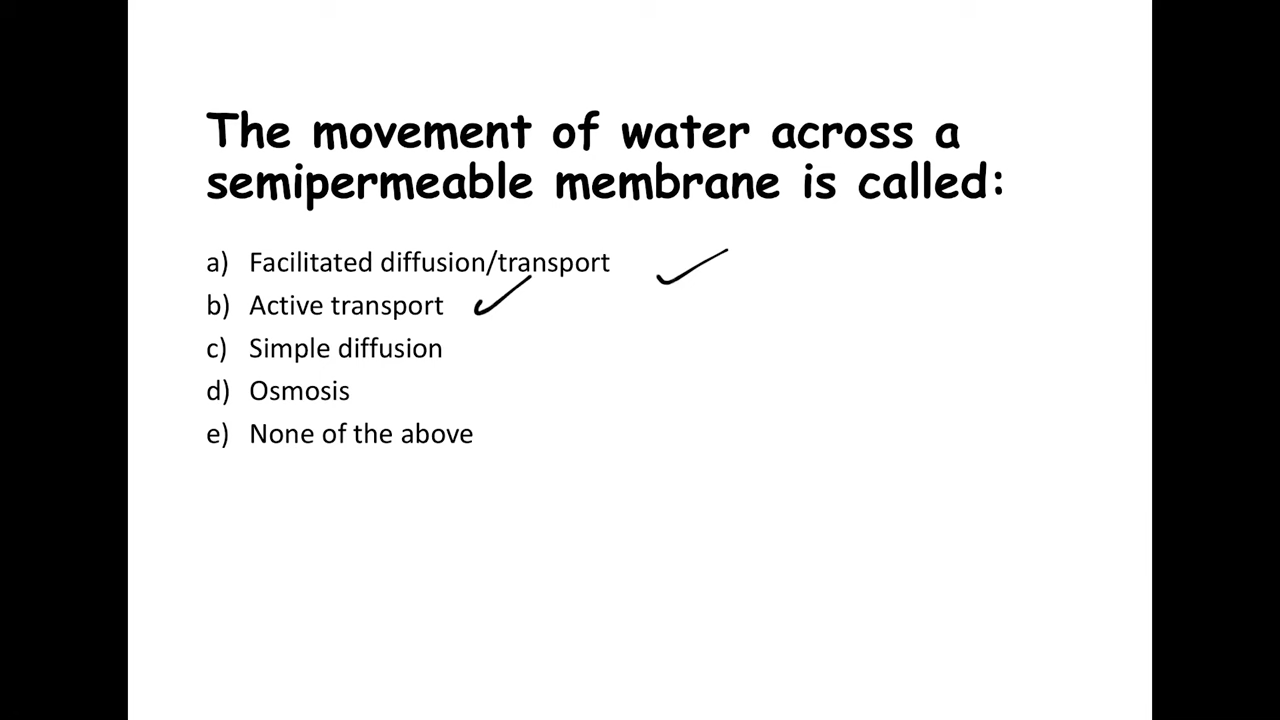 The movement of water across a
semipermeable membrane is called:
a) Facilitated diffusion/transport
b) Active transport
c) Simple diffusion
d) Osmosis
e) None of the above